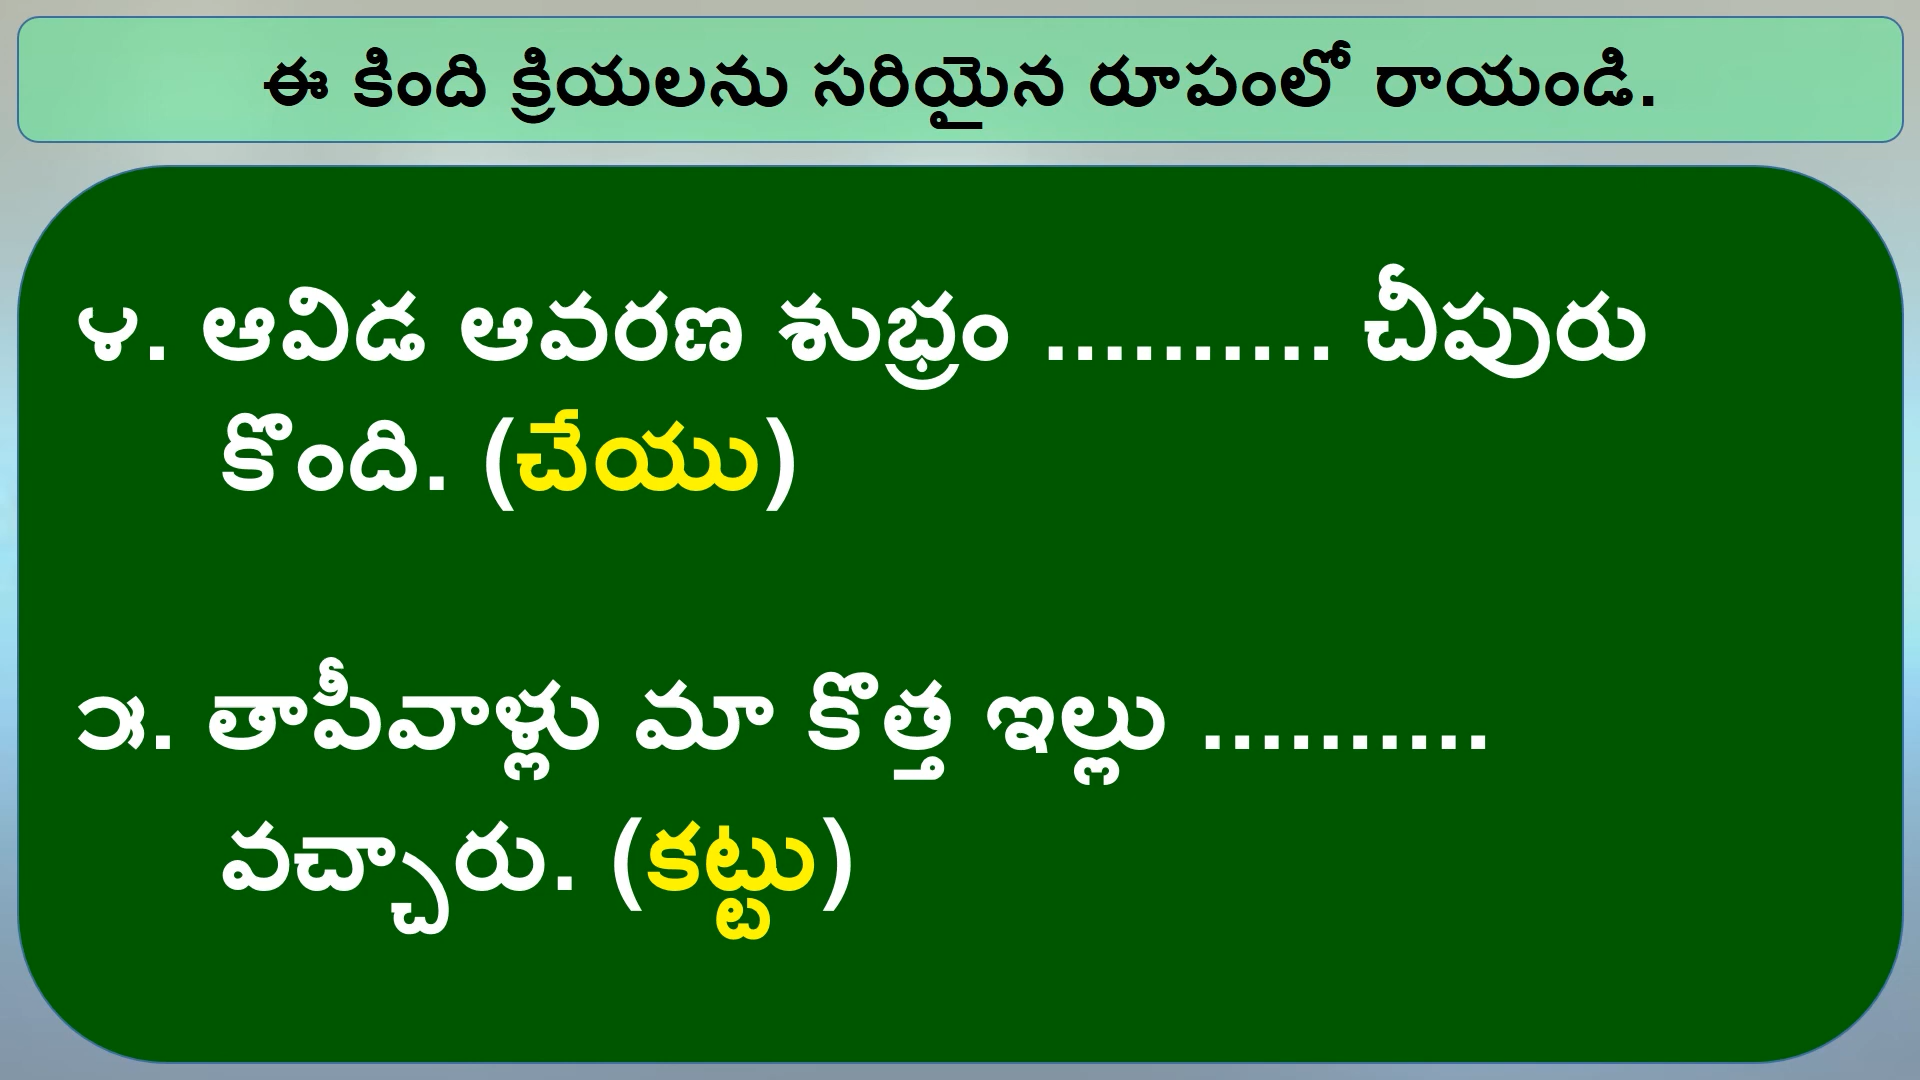 ఈ కింది క్రియలను సరియైన రూపంలో రాయండి.
౪. ఆవిడ ఆవరణ శుభ్రం .......... చీపురు
కొంది. (చేయు)
౫. తాపీవాళ్లు మా కొత్త ఇల్లు ..........
వచ్చారు. (కట్టు)